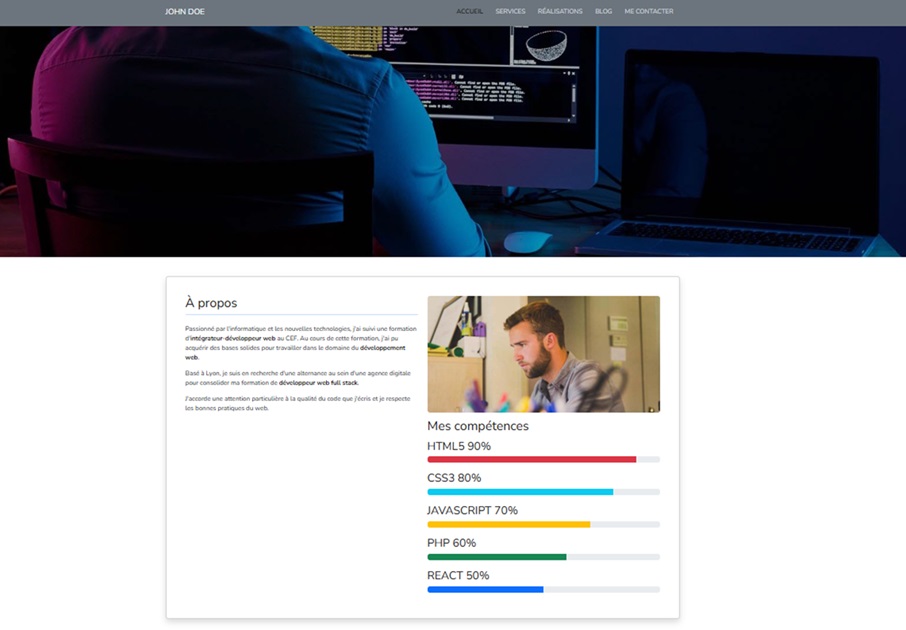 JOHN DOE
ACCUEIL SERVICES RÉALISATIONS BLOG ME CONTACTER
À propos
Passionné par l'informatique et les nouvelles technologies, j'ai suivi une formation
d'intégrateur-développeur web au CEF. Au cours de cette formation, j'ai pu
acquérir des bases solides pour travailler dans le domaine du développement
web.
Basé à Lyon, je suis en recherche d'une alternance au sein d'une agence digitale
pour consolider ma formation de développeur web full stack.
J'accorde une attention particulière à la qualité du code que j'écris et je respecte
les bonnes pratiques du web.
Mes compétences
HTML5 90%
CSS3 80%
JAVASCRIPT 70%
PHP 60%
REACT 50%